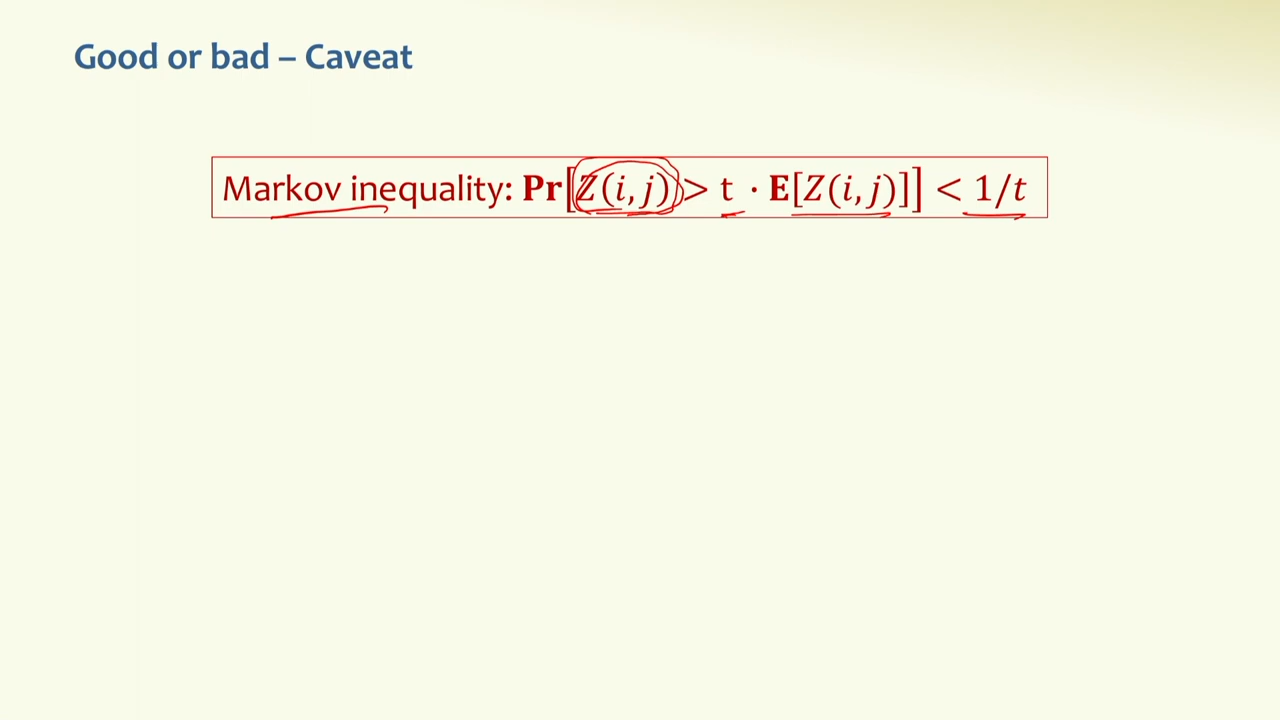 Good or bad – Caveat
Markov inequality: Pr[Z(i,j) > t · E[Z(i,j)]] < 1/t